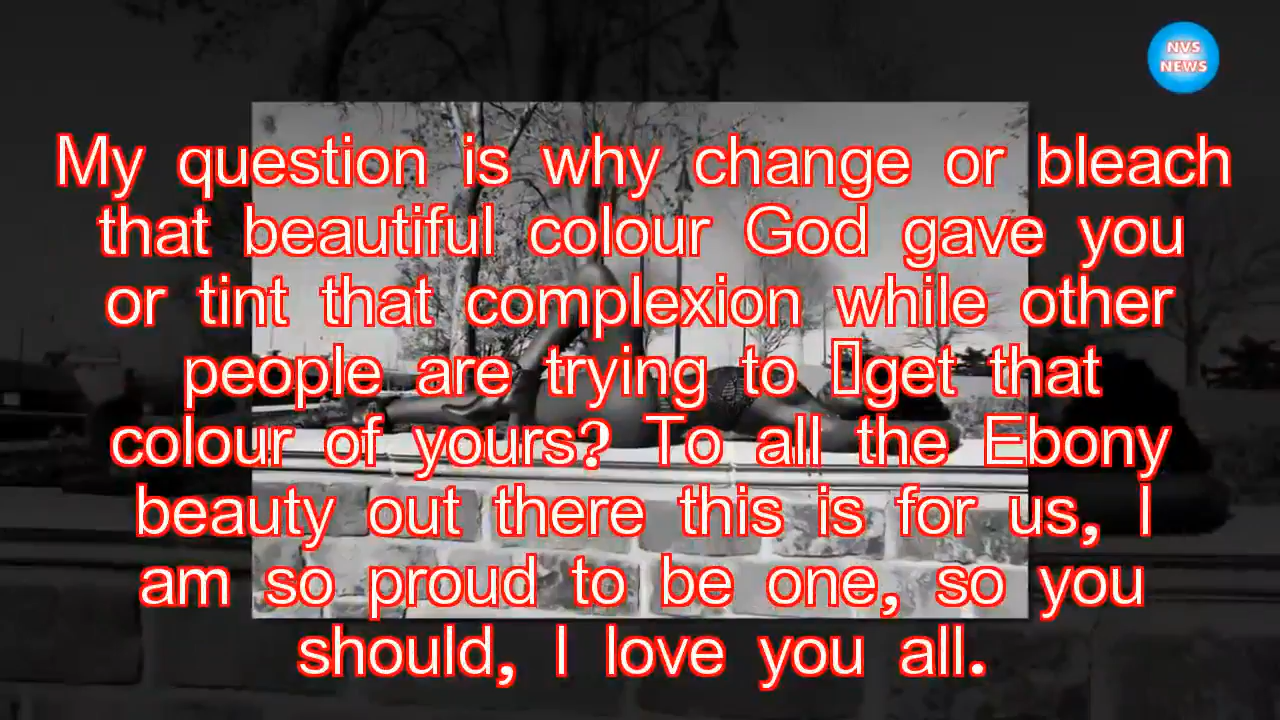 NVS
NEWS
My question is why change or bleach
that beautiful colour God gave you
or tint that complexion while other
people are trying to get that
colour of yours? To all the Ebony
beauty out there this is for us, I
am so proud to be one, so you
should, I love you all.